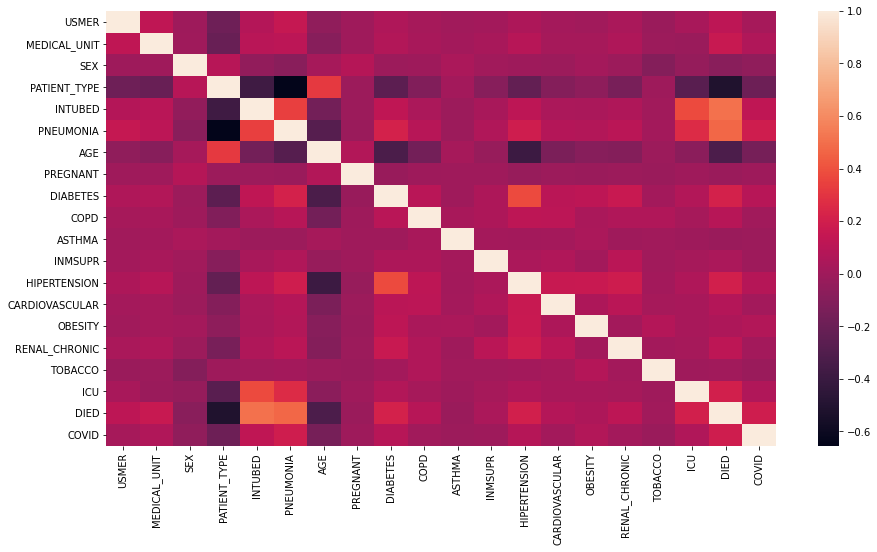 USMER
MEDICAL_UNIT
SEX
PATIENT_TYPE
INTUBED
PNEUMONIA
AGE
PREGNANT
DIABETES
COPD
ASTHMA
INMSUPR
HIPERTENSION
CARDIOVASCULAR
OBESITY
RENAL_CHRONIC
TOBACCO
ICU
DIED
COVID
USMER
MEDICAL_UNIT
SEX
PATIENT_TYPE
INTUBED
PNEUMONIA
AGE
PREGNANT
DIABETES
COPD
ASTHMA
INMSUPR
HIPERTENSION
CARDIOVASCULAR
OBESITY
RENAL_CHRONIC
TOBACCO
ICU
DIED
COVID
1.0
0.8
0.6
0.4
0.2
0.0
−0.2
−0.4
−0.6